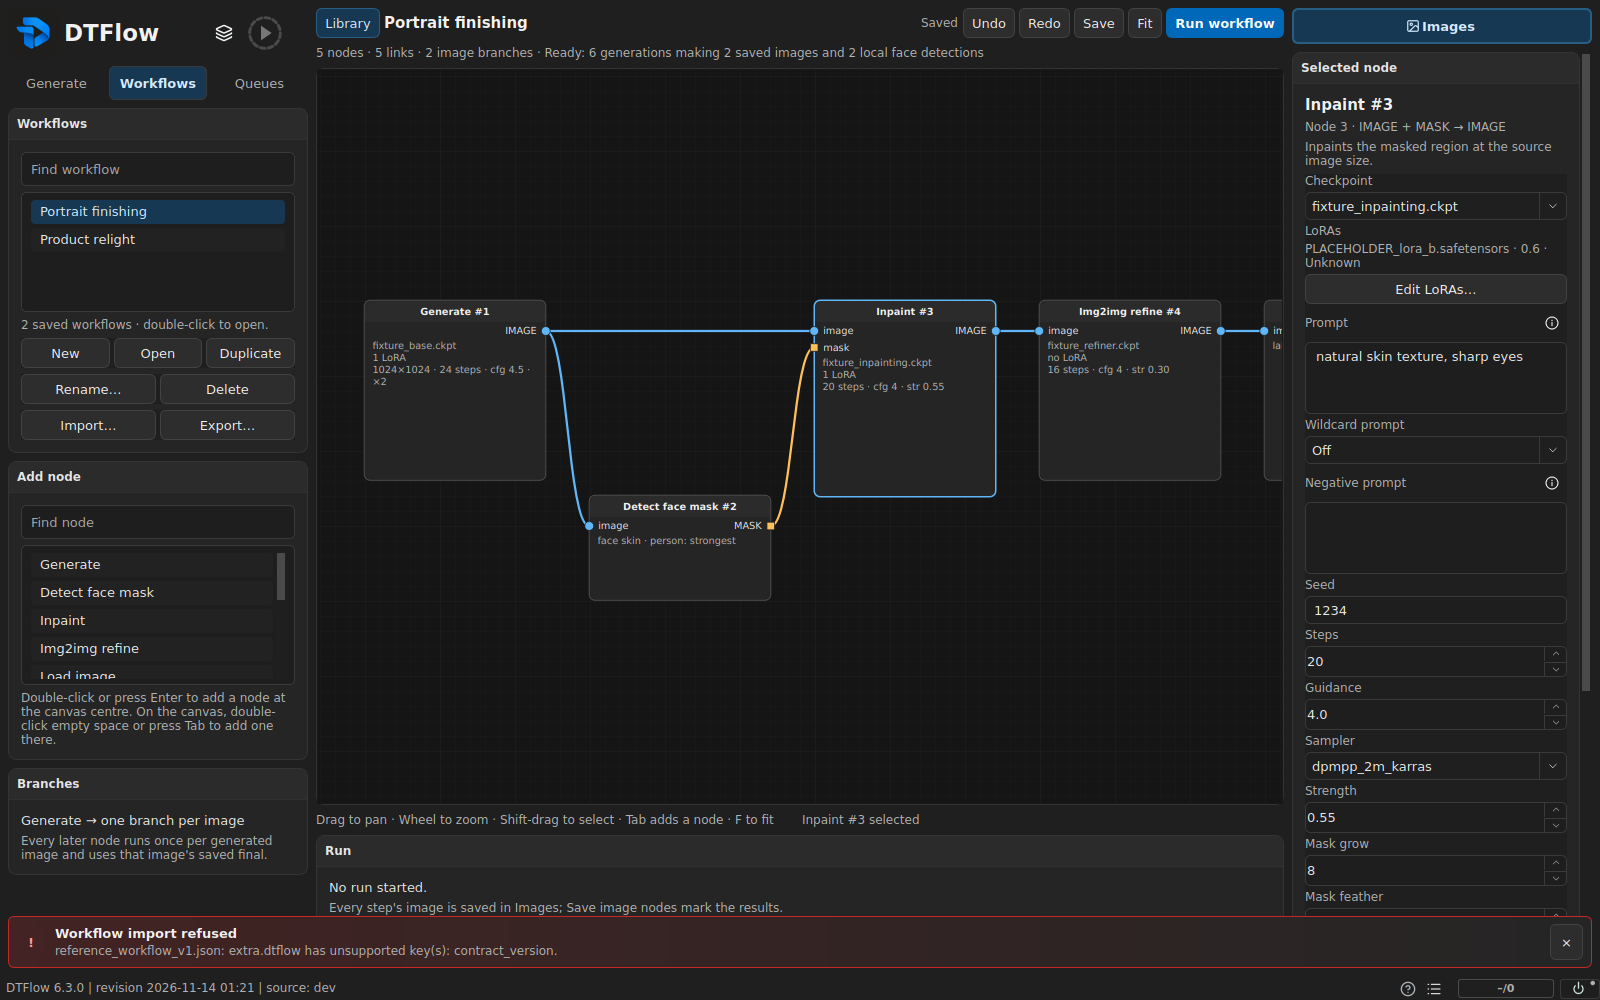 DTFlow
Generate
Workflows
Queues
Workflows
Find workflow
Portrait finishing
Product relight
2 saved workflows · double-click to open.
New
Open
Duplicate
Rename…
Delete
Import…
Export…
Add node
Find node
Generate
Detect face mask
Inpaint
Img2img refine
Load image
Double-click or press Enter to add a node at
the canvas centre. On the canvas, double-
click empty space or press Tab to add one
there.
Branches
Generate → one branch per image
Every later node runs once per generated
image and uses that image's saved final.
Library
Portrait finishing
Saved
Undo
Redo
Save
Fit
Run workflow
5 nodes · 5 links · 2 image branches · Ready: 6 generations making 2 saved images and 2 local face detections
Generate #1
IMAGE
fixture_base.ckpt
1 LoRA
1024×1024 · 24 steps · cfg 4.5 ·
×2
Detect face mask #2
image
MASK
face skin · person: strongest
Inpaint #3
image
IMAGE
mask
fixture_inpainting.ckpt
1 LoRA
20 steps · cfg 4 · str 0.55
Img2img refine #4
image
IMAGE
fixture_refiner.ckpt
no LoRA
16 steps · cfg 4 · str 0.30
im
la
Drag to pan · Wheel to zoom · Shift-drag to select · Tab adds a node · F to fit
Inpaint #3 selected
Run
No run started.
Every step's image is saved in Images; Save image nodes mark the results.
Images
Selected node
Inpaint #3
Node 3 · IMAGE + MASK → IMAGE
Inpaints the masked region at the source
image size.
Checkpoint
fixture_inpainting.ckpt
LoRAs
PLACEHOLDER_lora_b.safetensors · 0.6 ·
Unknown
Edit LoRAs…
Prompt
natural skin texture, sharp eyes
Wildcard prompt
Off
Negative prompt
Seed
1234
Steps
20
Guidance
4.0
Sampler
dpmpp_2m_karras
Strength
0.55
Mask grow
8
Mask feather
! Workflow import refused
reference_workflow_v1.json: extra.dtflow has unsupported key(s): contract_version.
×
DTFlow 6.3.0 | revision 2026-11-14 01:21 | source: dev
–/0